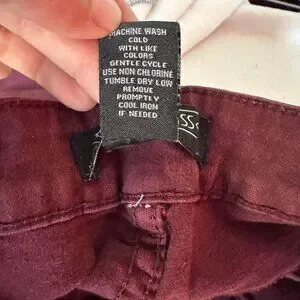 MACHINE WASH
COLD
WITH LIKE
COLORS
GENTLE CYCLE
USE NON CHLORINE
TUMBLE DRY LOW
REMOVE
PROMPTLY
COOL IRON
IF NEEDED